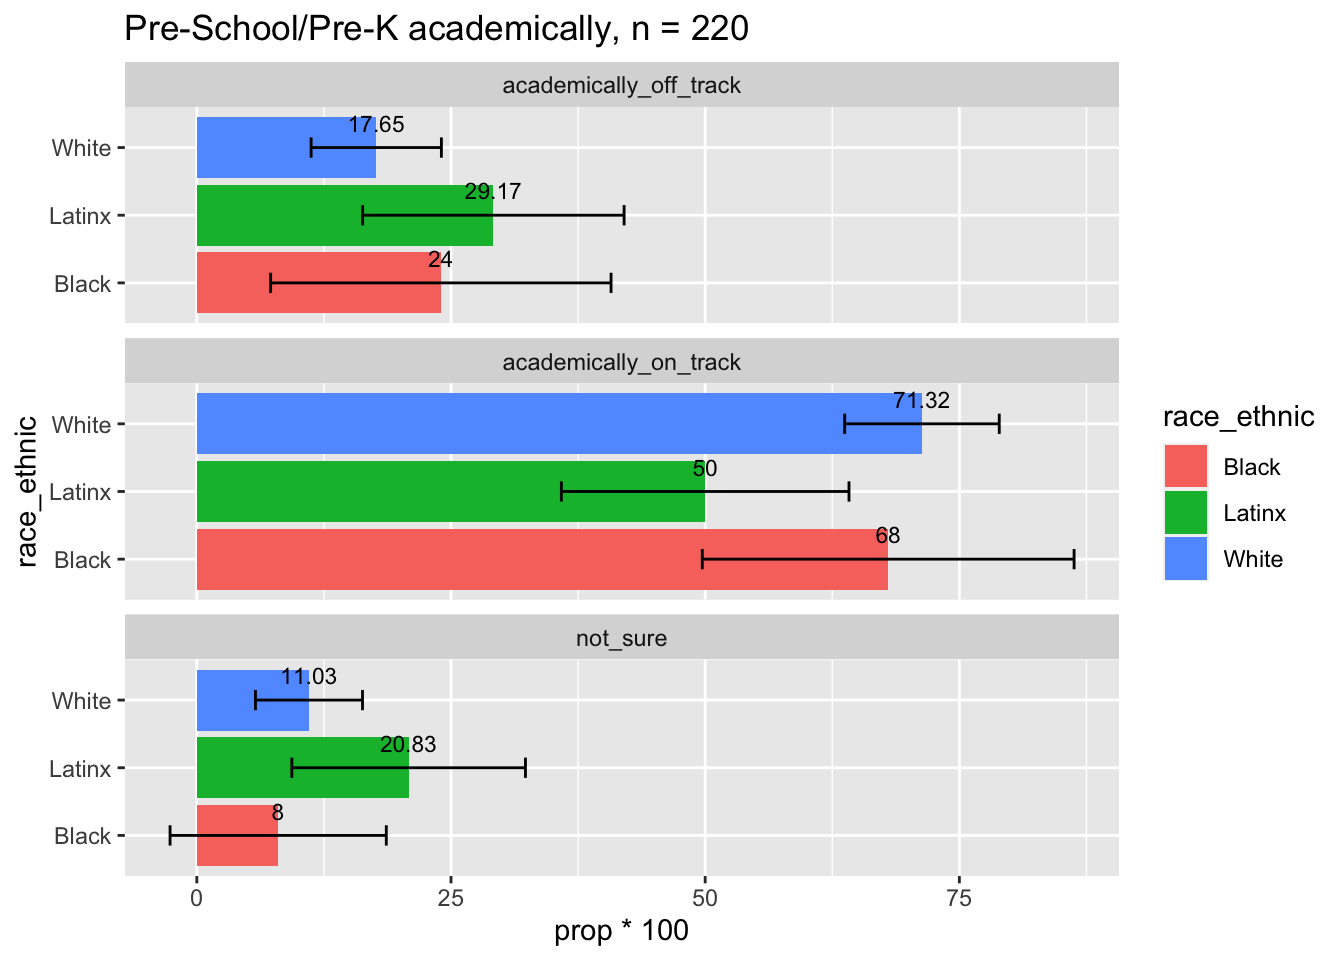 Pre-School/Pre-K academically, n = 220
academically_off_track
White
17.65
Latinx
29.17
Black
24
academically_on_track
White
71.32
Latinx
50
Black
68
not_sure
White
11.03
Latinx
20.83
Black
8
0 25 50 75
prop * 100
race_ethnic
race_ethnic
Black
Latinx
White